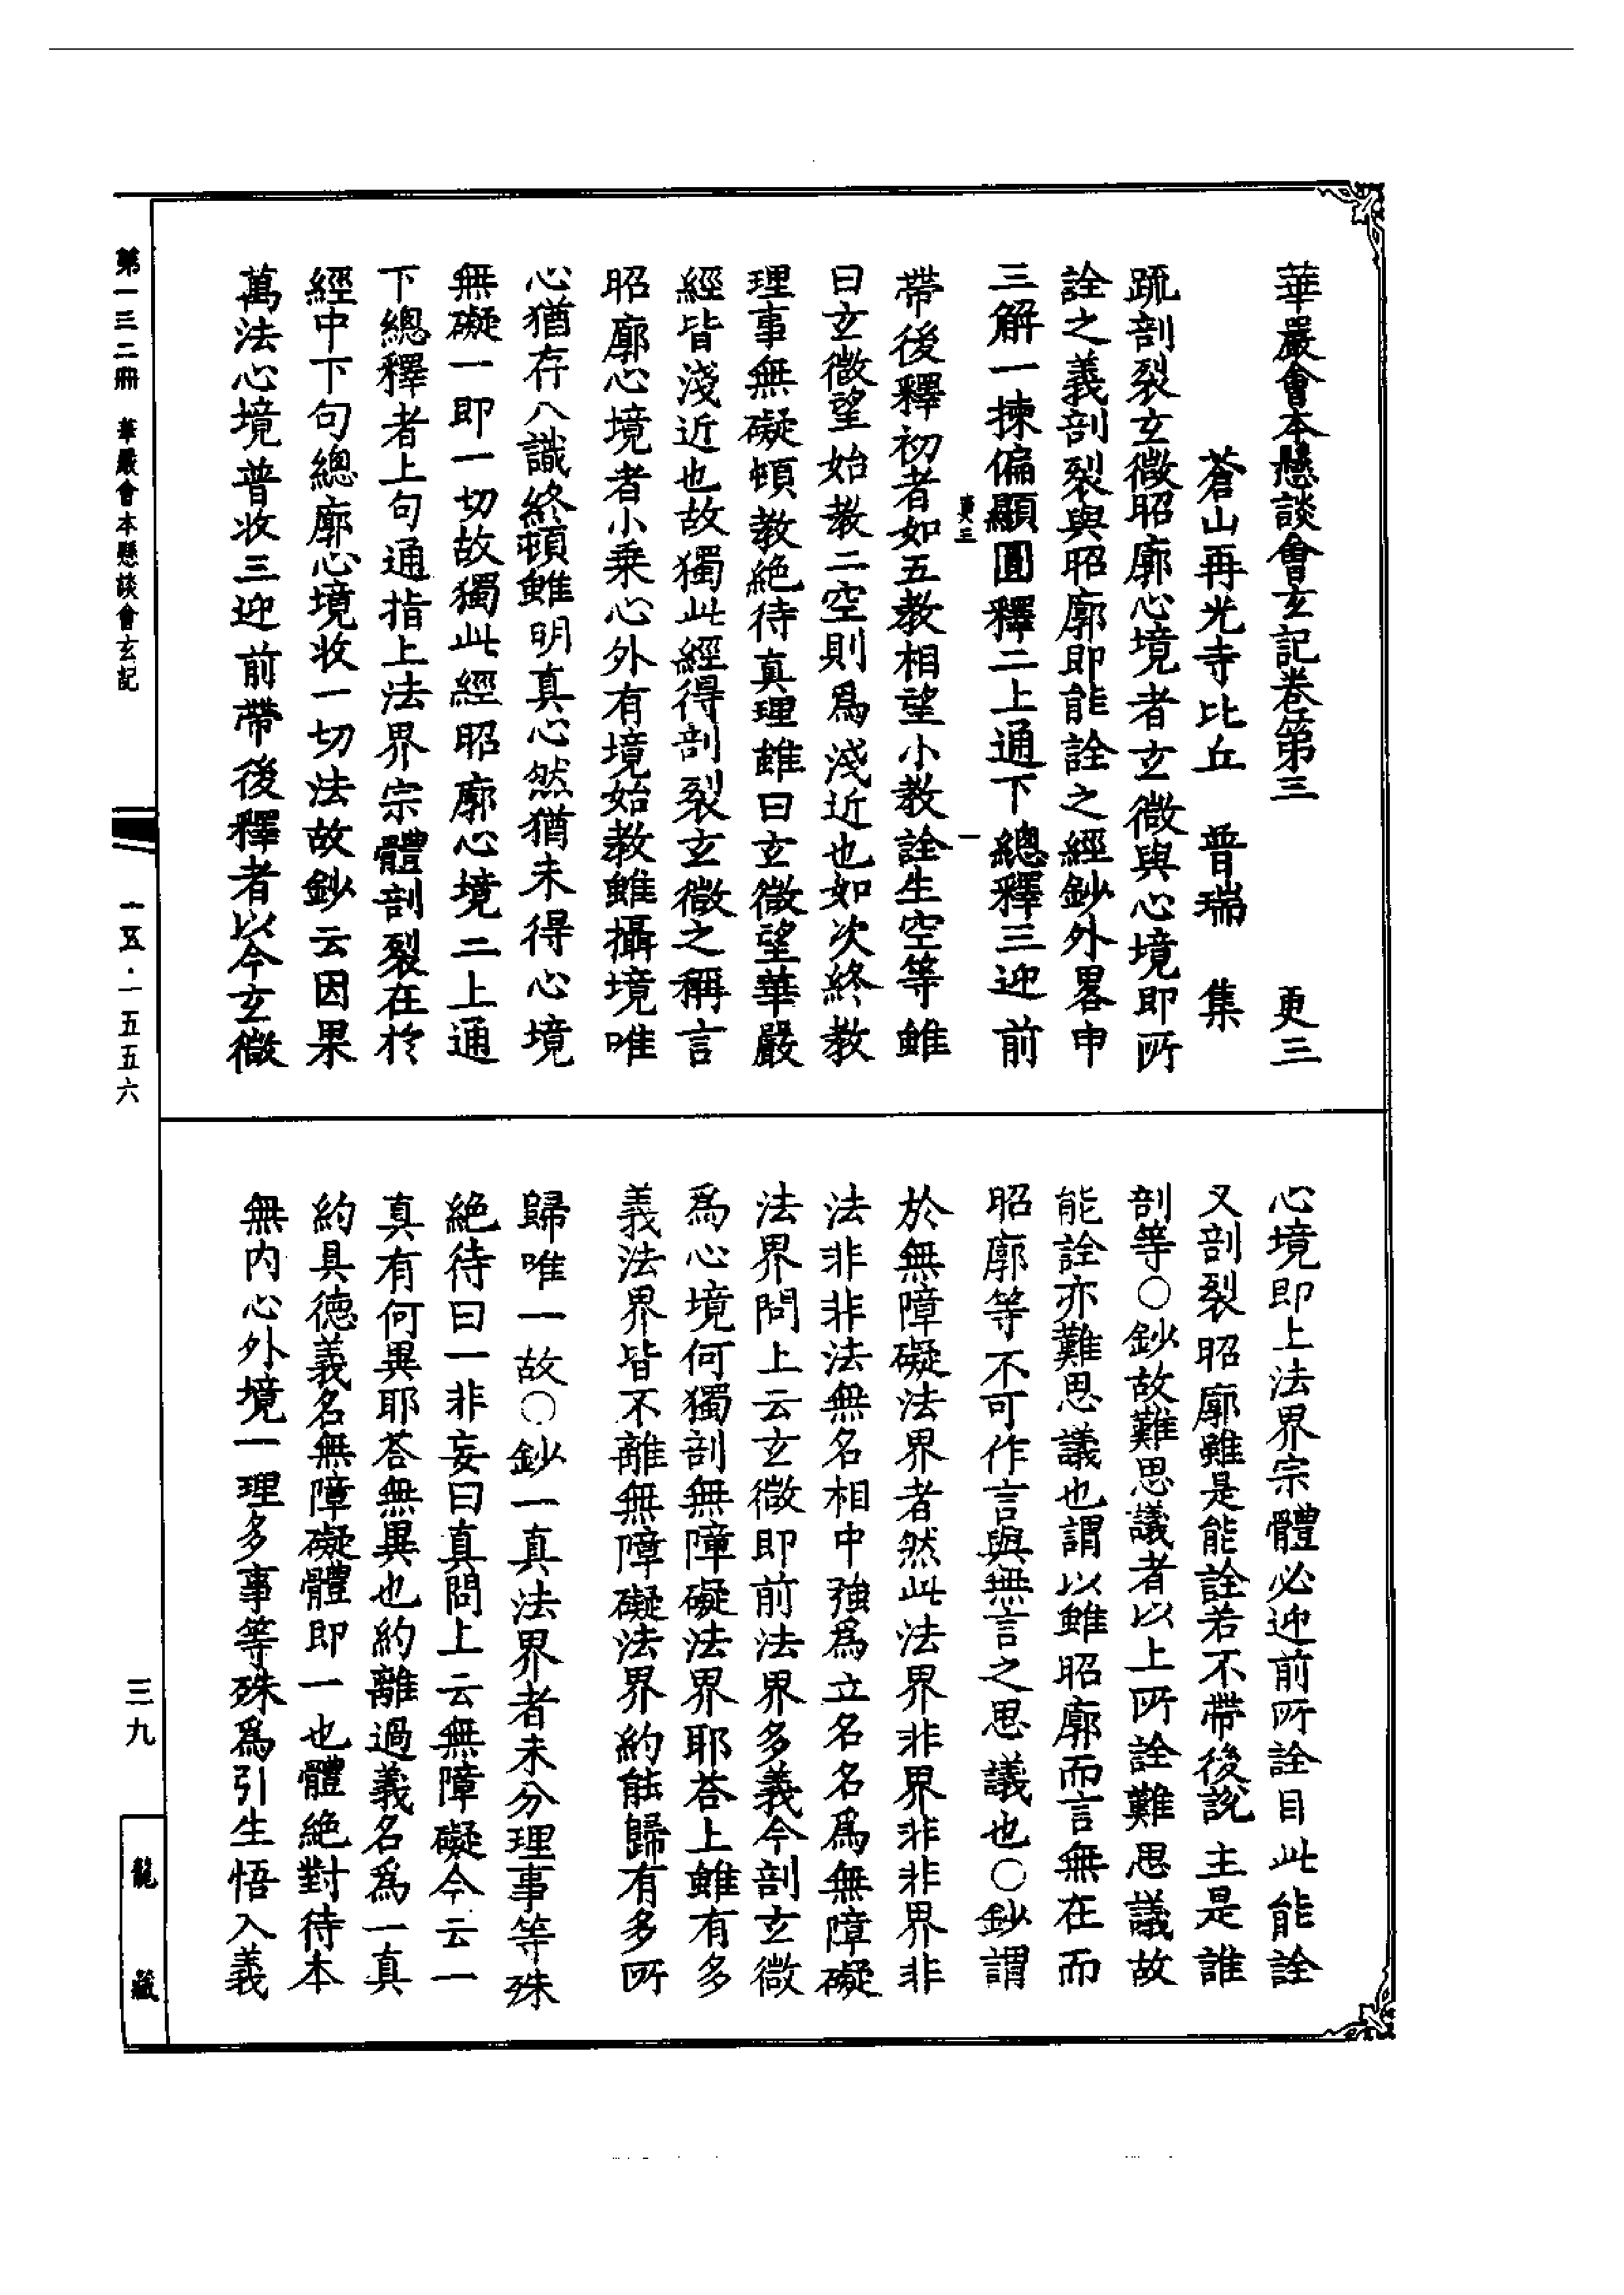 華嚴會本懸談會玄記卷第三 更三
蒼山再光寺比丘 普瑞 集
䟽剖裂玄微昭廓心境者玄微與心境即所
詮之義剖裂與昭廓即能詮之經鈔外畧申
三解一揀偏顯圓釋二上通下總釋三迎前
更三 一
帶後釋初者如五教相望小教詮生空等雖
曰玄微望始教二空則爲淺近也如次終教
理事無礙頓教絶待真理雖曰玄微望華嚴
經皆淺近也故獨此經得剖裂玄微之稱言
昭廓心境者小乗心外有境始教雖攝境唯
心猶存八識終頓雖明真心然猶未得心境
無礙一即一切故獨此經昭廓心境二上通
下總釋者上句通指上法界宗體剖裂在於
經中下句總廓心境收一切法故鈔云因果
萬法心境普收三迎前帶後釋者以今玄微
心境即上法界宗體必迎前所詮目此能詮
又剖裂昭廓雖是能詮若不帶後說主是誰
剖等○鈔故難思議者以上所詮難思議故
能詮亦難思議也謂以雖昭廓而言無在而
昭廓等不可作言與無言之思議也○鈔謂
於無障礙法界者然此法界非界非非界非
法非非法無名相中強爲立名名爲無障礙
法界問上云玄微即前法界多義今剖玄微
爲心境何獨剖無障礙法界耶荅上雖有多
義法界皆不離無障礙法界約能歸有多所
歸唯一故○鈔一真法界者未分理事等殊
絶待曰一非妄曰真問上云無障礙今云一
真有何異耶荅無異也約離過義名爲一真
約具德義名無障礙體即一也體絶對待本
無内心外境一理多事等殊爲引生悟入義
第一三二冊 華嚴會本懸談會玄記 一五·一五五六 三九 龍藏